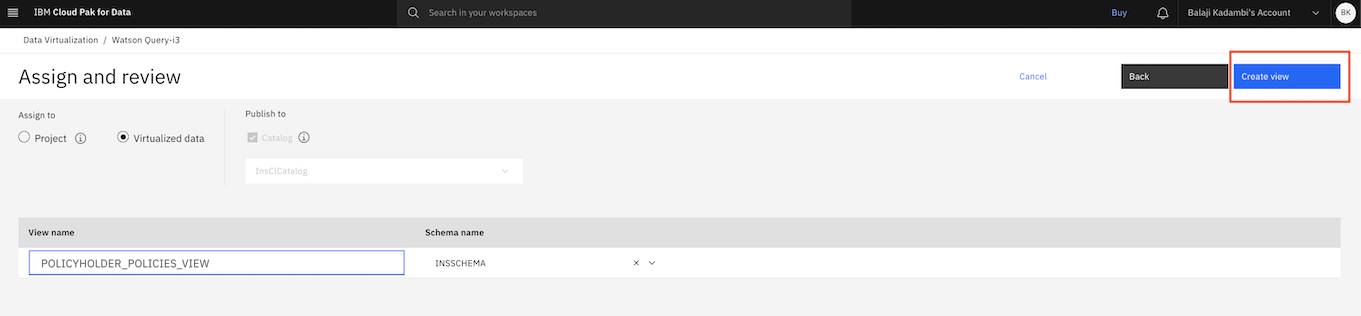 IBM Cloud Pak for Data
Search in your workspaces
Buy
Balaji Kadambi's Account
BK
Data Virtualization / Watson Query-i3
Assign and review
Cancel
Back
Create view
Assign to
Project
Virtualized data
Publish to
Catalog
InsClCatalog
View name
Schema name
POLICYHOLDER_POLICIES_VIEW
INSSCHEMA